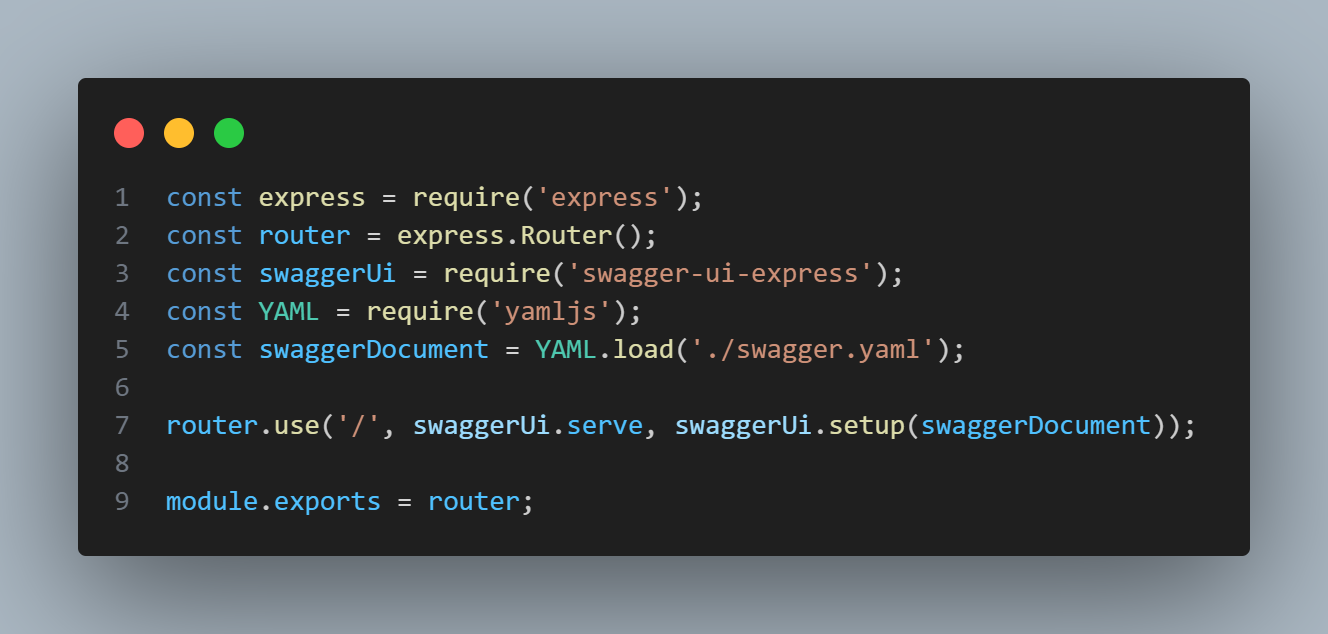 1 const express = require('express');
2 const router = express.Router();
3 const swaggerUi = require('swagger-ui-express');
4 const YAML = require('yamljs');
5 const swaggerDocument = YAML.load('./swagger.yaml');
6
7 router.use('/', swaggerUi.serve, swaggerUi.setup(swaggerDocument));
8
9 module.exports = router;